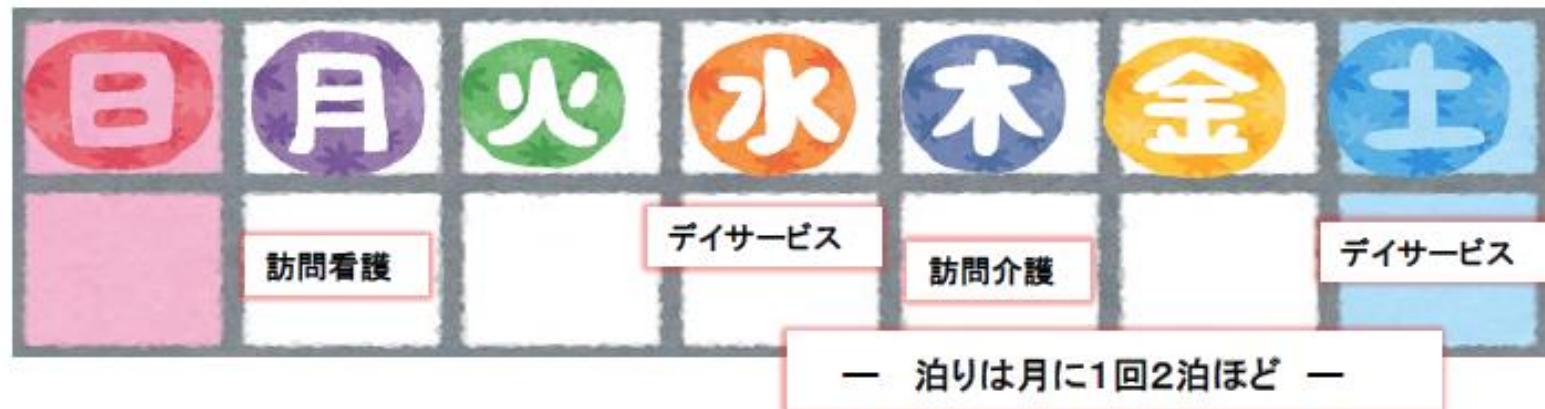 日 月 火 水 木 金 土
訪問看護 デイサービス 訪問介護 デイサービス
ー 泊りは月に1回2泊ほど ー